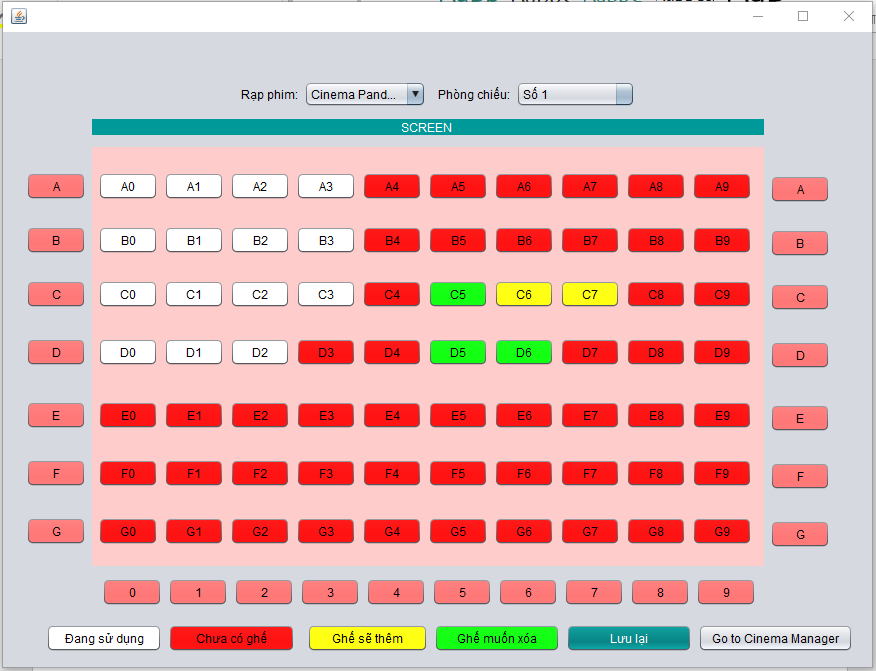 Rạp phim: Cinema Pand... Phòng chiếu: Số 1
SCREEN
A A0 A1 A2 A3 A4 A5 A6 A7 A8 A9 A
B B0 B1 B2 B3 B4 B5 B6 B7 B8 B9 B
C C0 C1 C2 C3 C4 C5 C6 C7 C8 C9 C
D D0 D1 D2 D3 D4 D5 D6 D7 D8 D9 D
E E0 E1 E2 E3 E4 E5 E6 E7 E8 E9 E
F F0 F1 F2 F3 F4 F5 F6 F7 F8 F9 F
G G0 G1 G2 G3 G4 G5 G6 G7 G8 G9 G
0 1 2 3 4 5 6 7 8 9
Đang sử dụng Chưa có ghế Ghế sẽ thêm Ghế muốn xóa Lưu lại Go to Cinema Manager